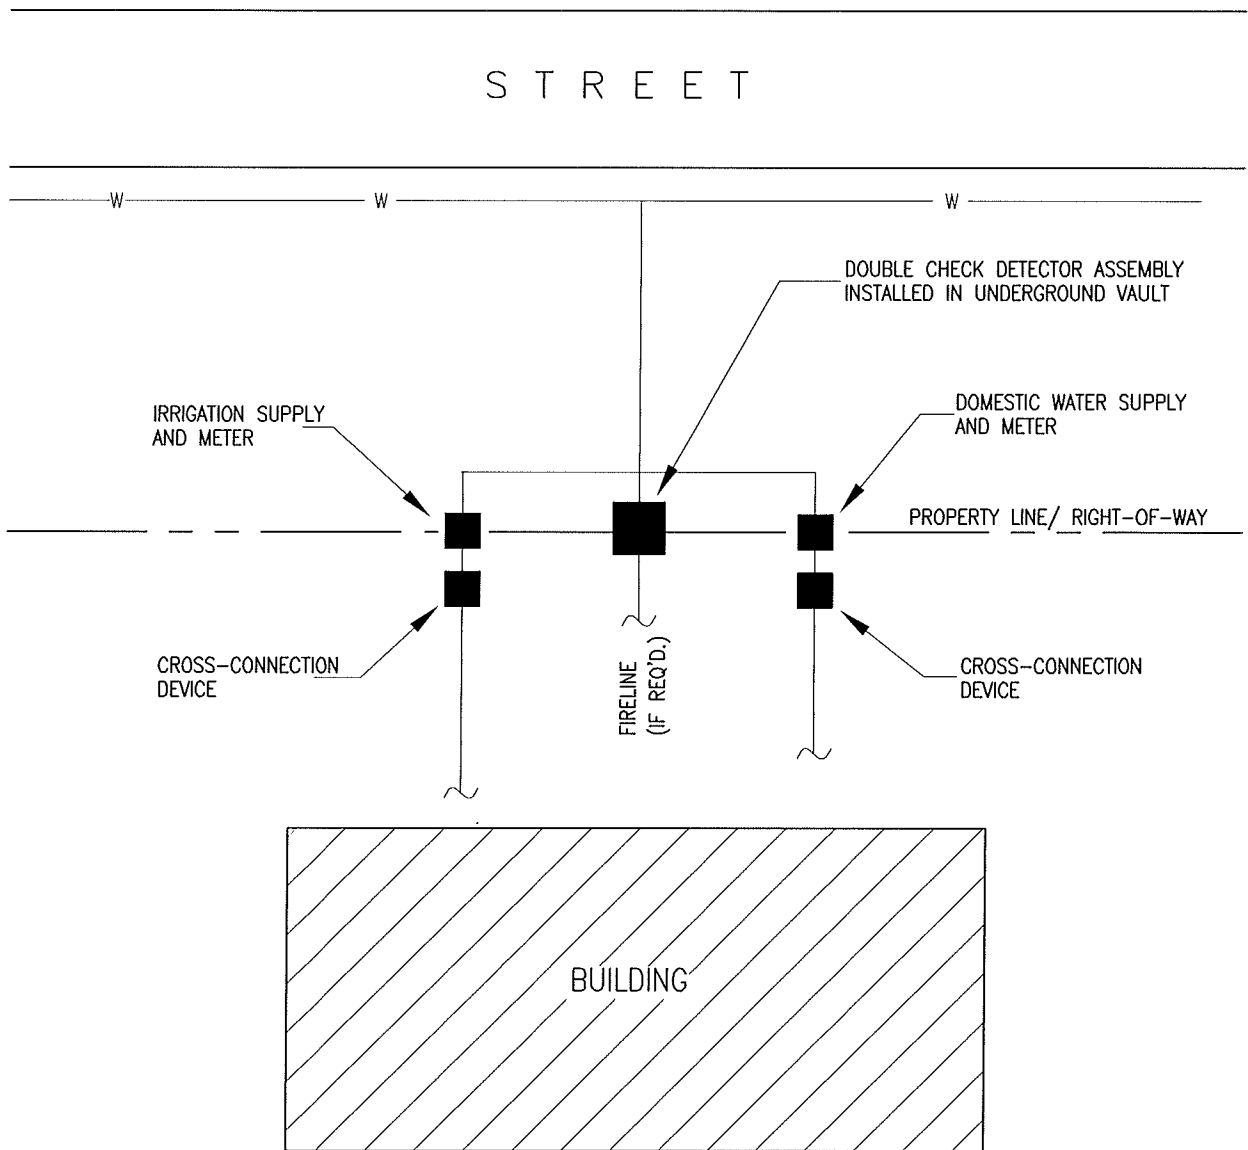 STREET
W W W
DOUBLE CHECK DETECTOR ASSEMBLY
INSTALLED IN UNDERGROUND VAULT
IRRIGATION SUPPLY
AND METER
DOMESTIC WATER SUPPLY
AND METER
PROPERTY LINE/ RIGHT-OF-WAY
CROSS-CONNECTION
DEVICE
FIRELINE
(IF REQ'D.)
CROSS-CONNECTION
DEVICE
BUILDING